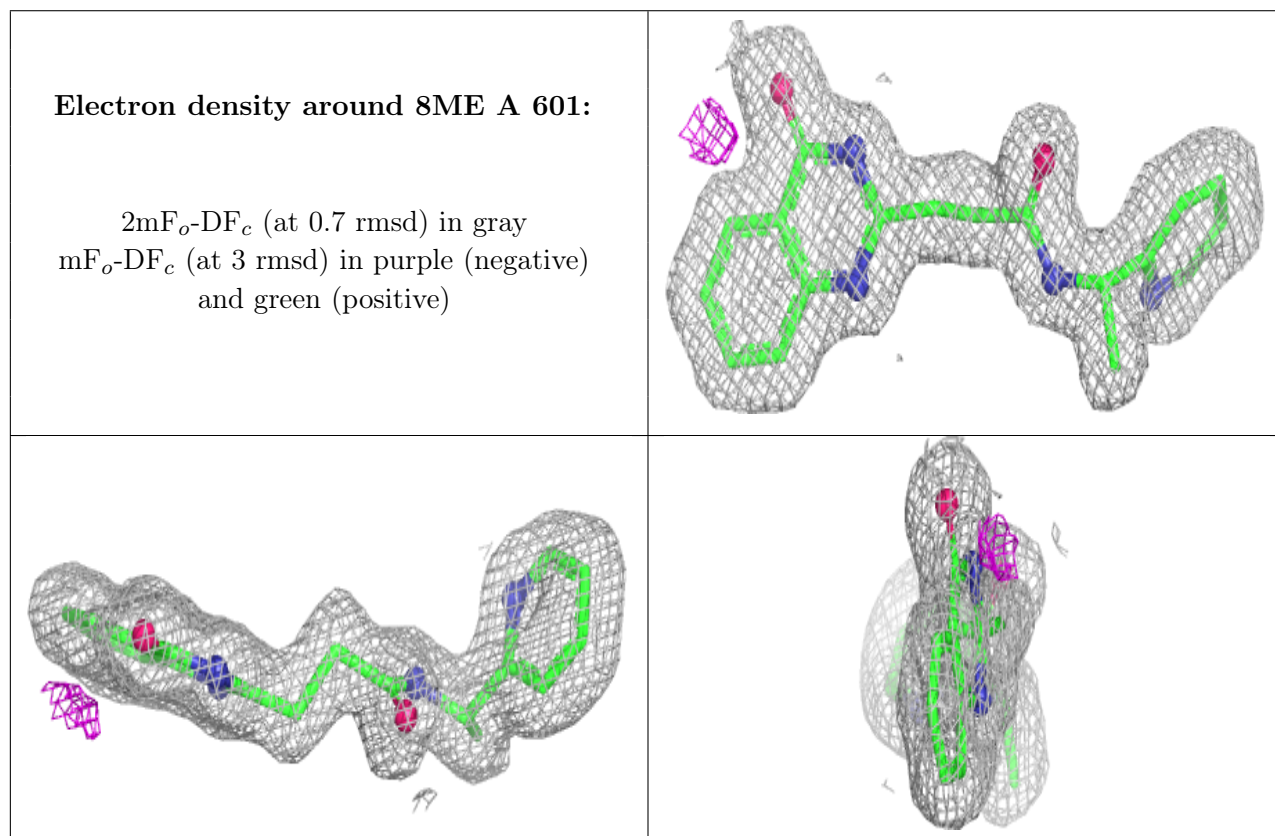 Electron density around 8ME A 601:
2mFo-DFc (at 0.7 rmsd) in gray
mFo-DFc (at 3 rmsd) in purple (negative)
and green (positive)